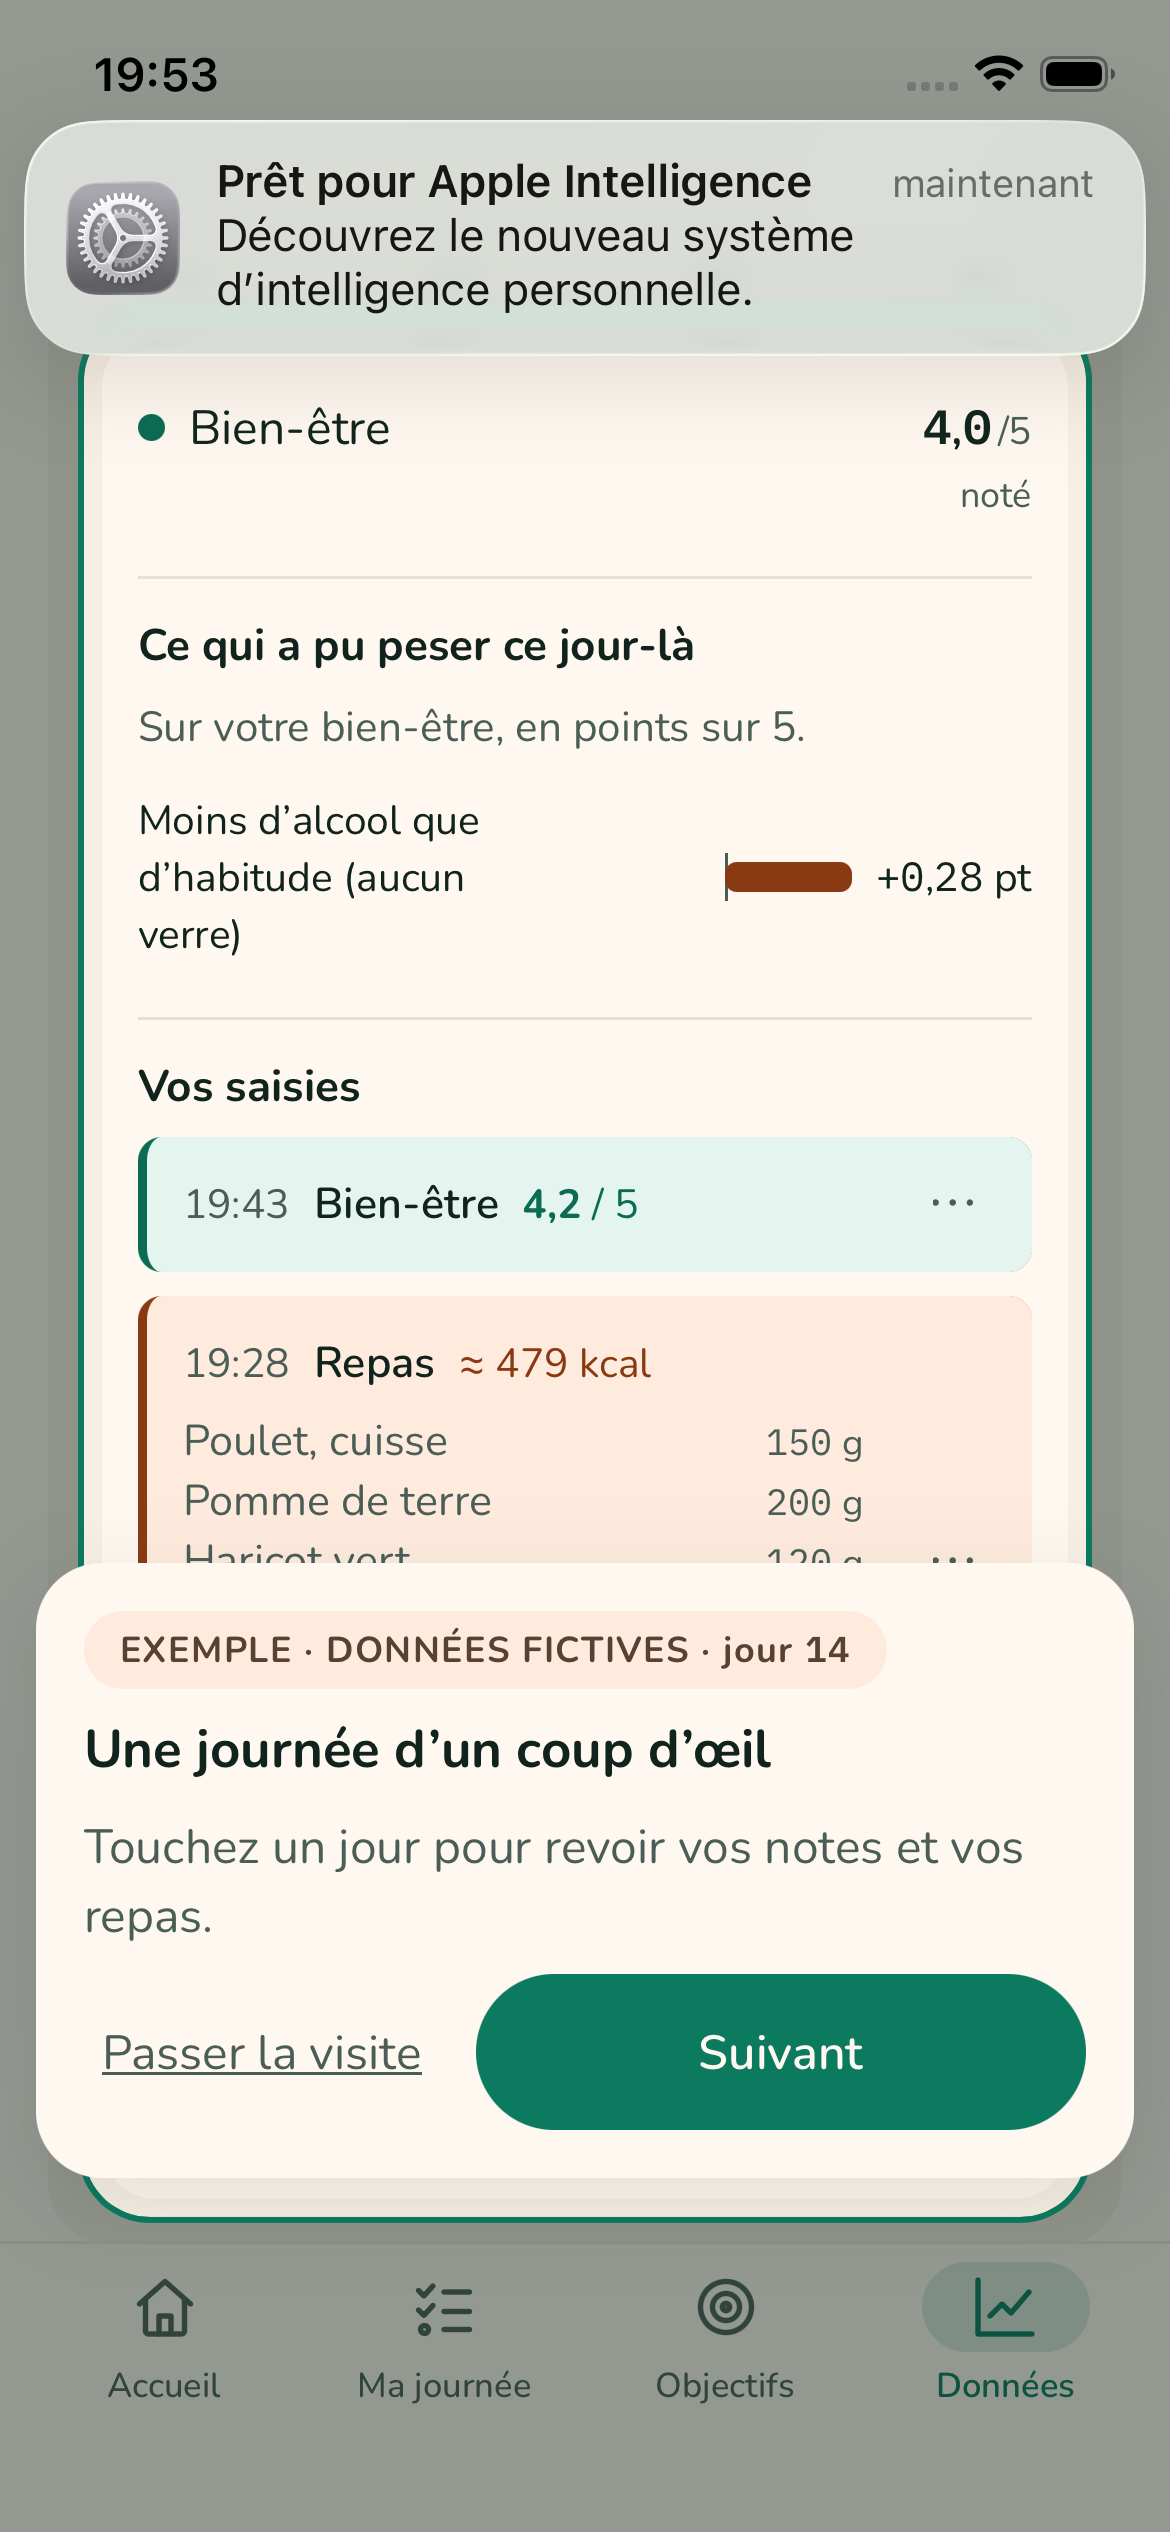 19:53
Prêt pour Apple Intelligence
maintenant
Découvrez le nouveau système
d’intelligence personnelle.
Bien-être
4,0/5
noté
Ce qui a pu peser ce jour-là
Sur votre bien-être, en points sur 5.
Moins d’alcool que
d’habitude (aucun
verre)
+0,28 pt
Vos saisies
19:43 Bien-être 4,2 / 5
19:28 Repas ≈ 479 kcal
Poulet, cuisse 150 g
Pomme de terre 200 g
Haricot vert 120 g
EXEMPLE · DONNÉES FICTIVES · jour 14
Une journée d’un coup d’œil
Touchez un jour pour revoir vos notes et vos
repas.
Passer la visite
Suivant
Accueil
Ma journée
Objectifs
Données